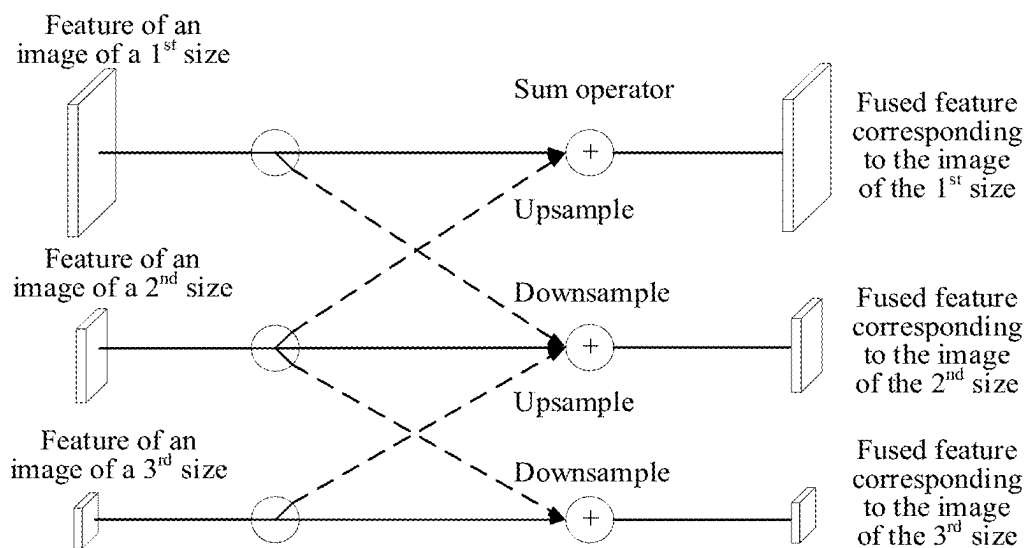 Feature of an
image of a 1st size
Sum operator
+
Fused feature
corresponding
to the image
of the 1st size
Upsample
Feature of an
image of a 2nd size
Downsample
+
Fused feature
corresponding
to the image
of the 2nd size
Upsample
Feature of an
image of a 3rd size
Downsample
+
Fused feature
corresponding
to the image
of the 3rd size